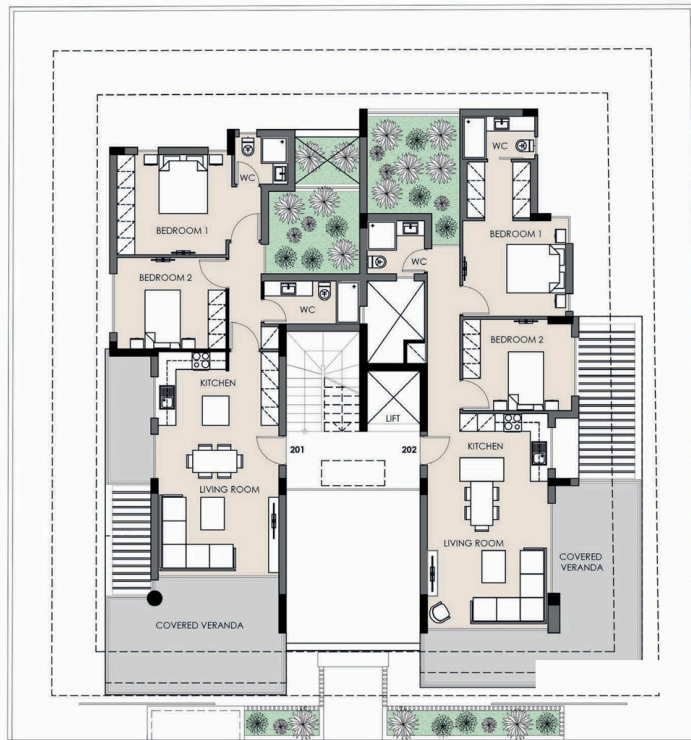 WC
WC
BEDROOM 1
BEDROOM 1
WC
BEDROOM 2
WC
BEDROOM 2
KITCHEN
LIFT
201
202
KITCHEN
LIVING ROOM
LIVING ROOM
COVERED
VERANDA
COVERED VERANDA